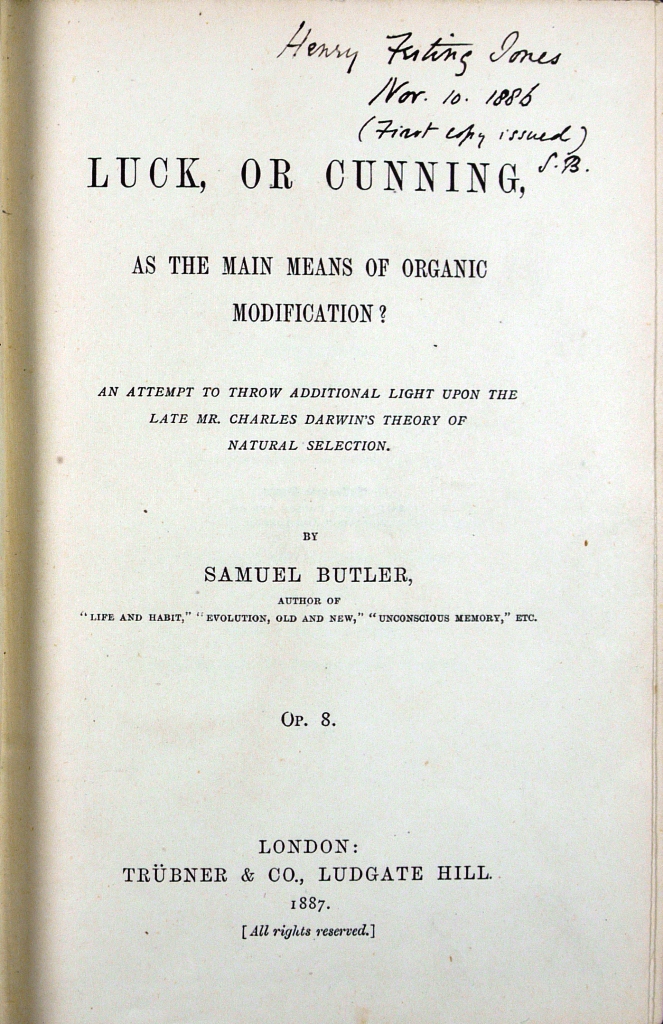 Henry Festing Jones
Nov. 10. 1886
(First copy issued)
S.B.
LUCK, OR CUNNING,
AS THE MAIN MEANS OF ORGANIC
MODIFICATION?
AN ATTEMPT TO THROW ADDITIONAL LIGHT UPON THE
LATE MR. CHARLES DARWIN'S THEORY OF
NATURAL SELECTION.
BY
SAMUEL BUTLER,
AUTHOR OF
"LIFE AND HABIT," "EVOLUTION, OLD AND NEW," "UNCONSCIOUS MEMORY," ETC.
OP. 8.
LONDON:
TRÜBNER & CO., LUDGATE HILL.
1887.
[All rights reserved.]